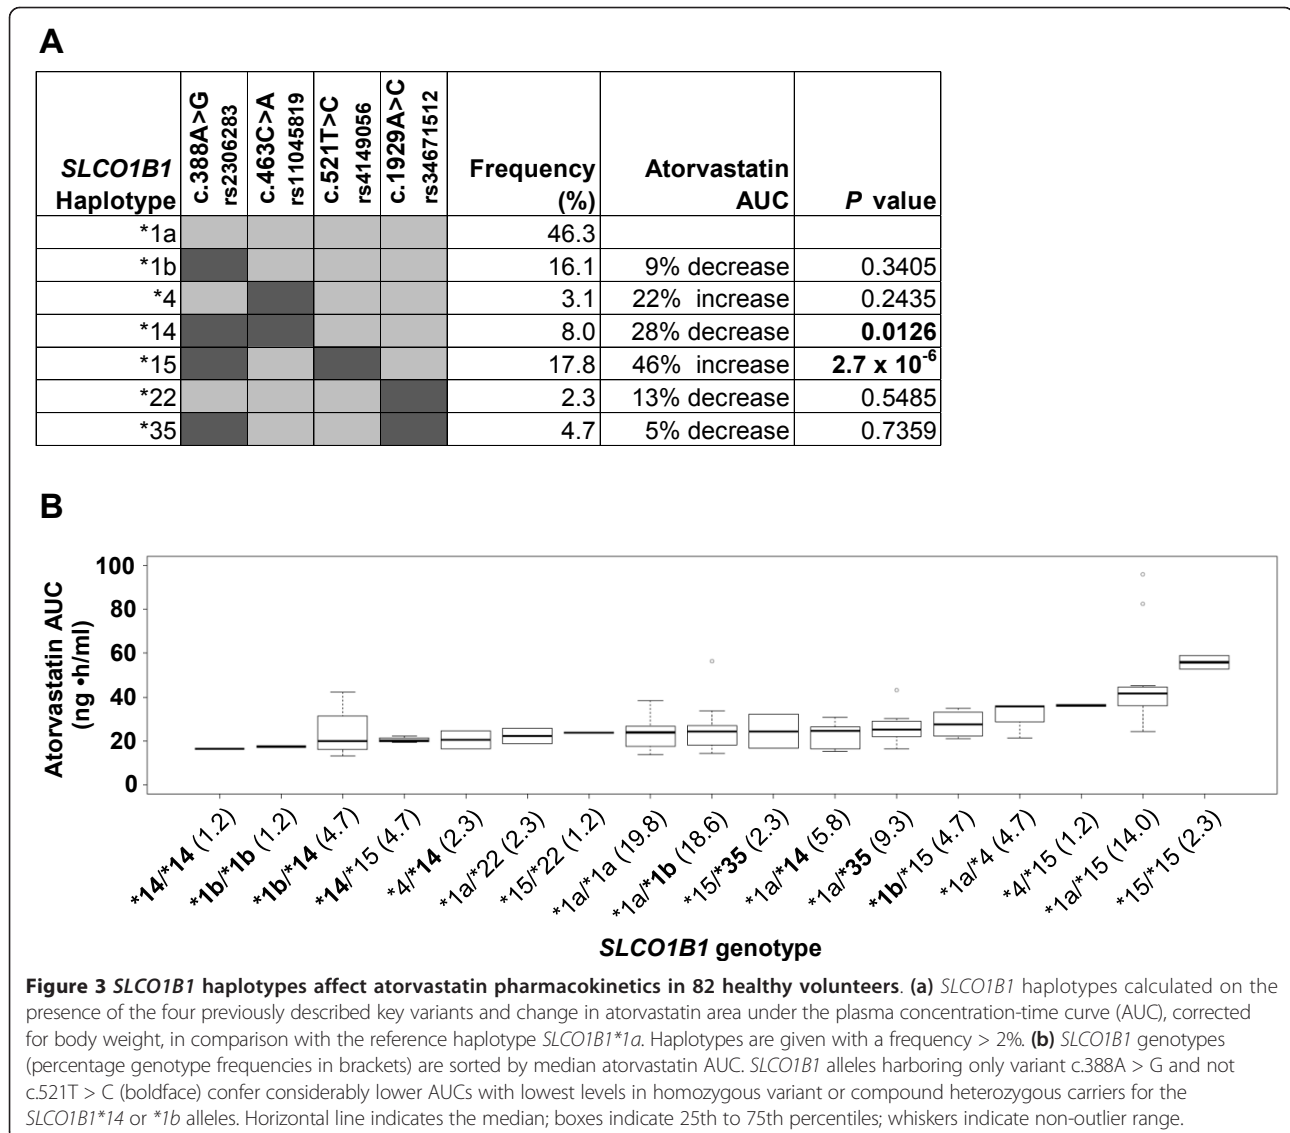 A
SLCO1B1 Haplotype c.388A>G rs2306283 c.463C>A rs11045819 c.521T>C rs4149056 c.1929A>C rs34671512 Frequency (%) Atorvastatin AUC P value
*1a 46.3
*1b 16.1 9% decrease 0.3405
*4 3.1 22% increase 0.2435
*14 8.0 28% decrease 0.0126
*15 17.8 46% increase 2.7 x 10-6
*22 2.3 13% decrease 0.5485
*35 4.7 5% decrease 0.7359
B
Atorvastatin AUC
(ng •h/ml)
100
80
60
40
20
0
*14/*14 (1.2)
*1b/*1b (1.2)
*1b/*14 (4.7)
*14/*15 (4.7)
*4/*14 (2.3)
*1a/*22 (2.3)
*15/*22 (1.2)
*1a/*1a (19.8)
*1a/*1b (18.6)
*15/*35 (2.3)
*1a/*14 (5.8)
*1a/*35 (9.3)
*1b/*15 (4.7)
*1a/*4 (4.7)
*4/*15 (1.2)
*1a/*15 (14.0)
*15/*15 (2.3)
SLCO1B1 genotype
Figure 3 SLCO1B1 haplotypes affect atorvastatin pharmacokinetics in 82 healthy volunteers. (a) SLCO1B1 haplotypes calculated on the
presence of the four previously described key variants and change in atorvastatin area under the plasma concentration-time curve (AUC), corrected
for body weight, in comparison with the reference haplotype SLCO1B1*1a. Haplotypes are given with a frequency > 2%. (b) SLCO1B1 genotypes
(percentage genotype frequencies in brackets) are sorted by median atorvastatin AUC. SLCO1B1 alleles harboring only variant c.388A > G and not
c.521T > C (boldface) confer considerably lower AUCs with lowest levels in homozygous variant or compound heterozygous carriers for the
SLCO1B1*14 or *1b alleles. Horizontal line indicates the median; boxes indicate 25th to 75th percentiles; whiskers indicate non-outlier range.